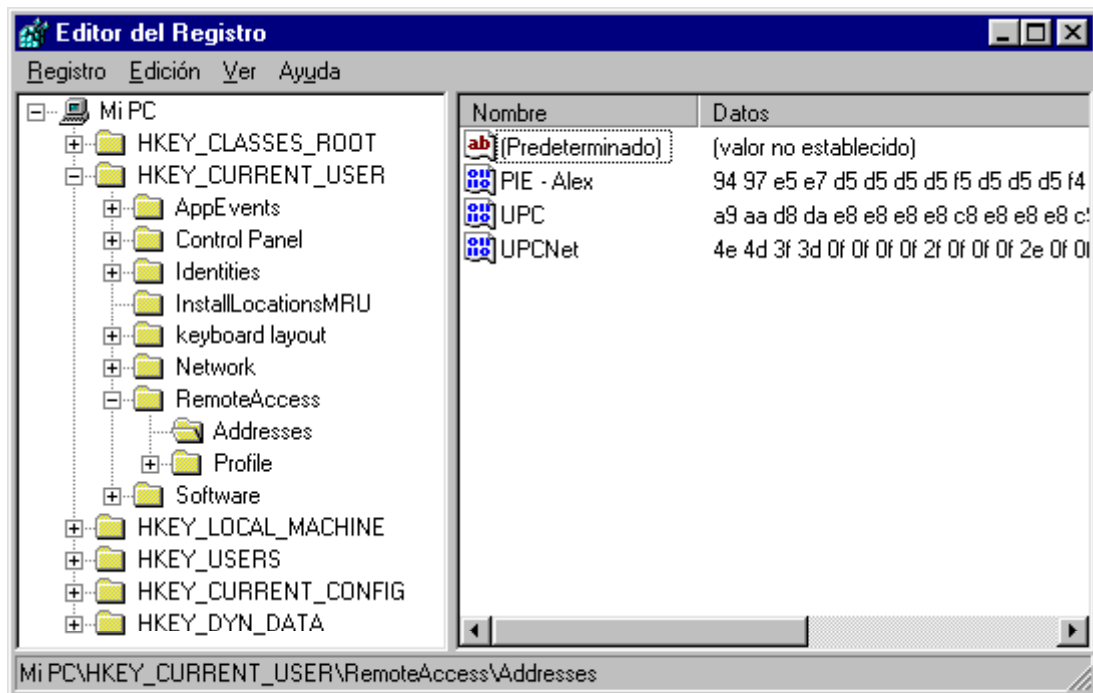 Editor del Registro
Registro Edición Ver Ayuda
Mi PC
HKEY_CLASSES_ROOT
HKEY_CURRENT_USER
AppEvents
Control Panel
Identities
InstallLocationsMRU
keyboard layout
Network
RemoteAccess
Addresses
Profile
Software
HKEY_LOCAL_MACHINE
HKEY_USERS
HKEY_CURRENT_CONFIG
HKEY_DYN_DATA
Nombre Datos
(Predeterminado) (valor no establecido)
PIE - Alex 94 97 e5 e7 d5 d5 d5 d5 f5 d5 d5 d5 f4
UPC a9 aa d8 da e8 e8 e8 e8 c8 e8 e8 e8
UPCNet 4e 4d 3f 3d 0f 0f 0f 0f 2f 0f 0f 0f 2e 0f
Mi PC\HKEY_CURRENT_USER\RemoteAccess\Addresses